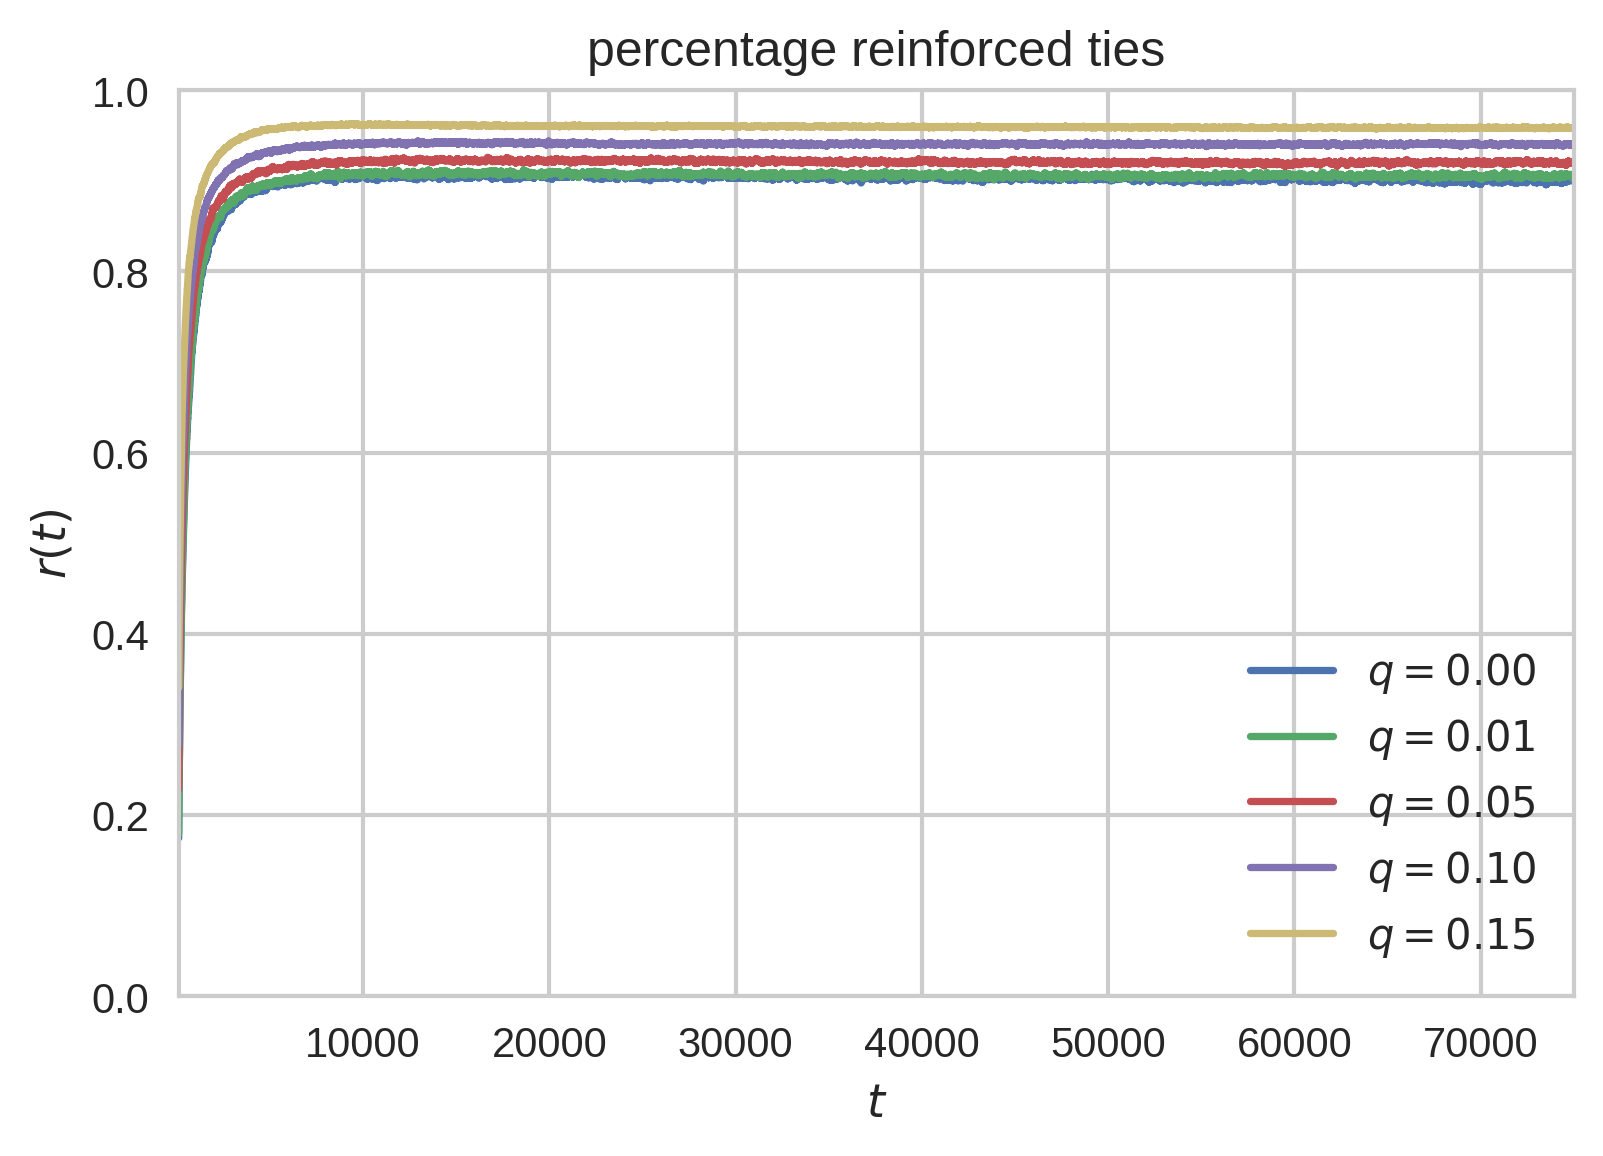 percentage reinforced ties
1.0
0.8
0.6
0.4
0.2
0.0
r(t)
q = 0.00
q = 0.01
q = 0.05
q = 0.10
q = 0.15
10000 20000 30000 40000 50000 60000 70000
t